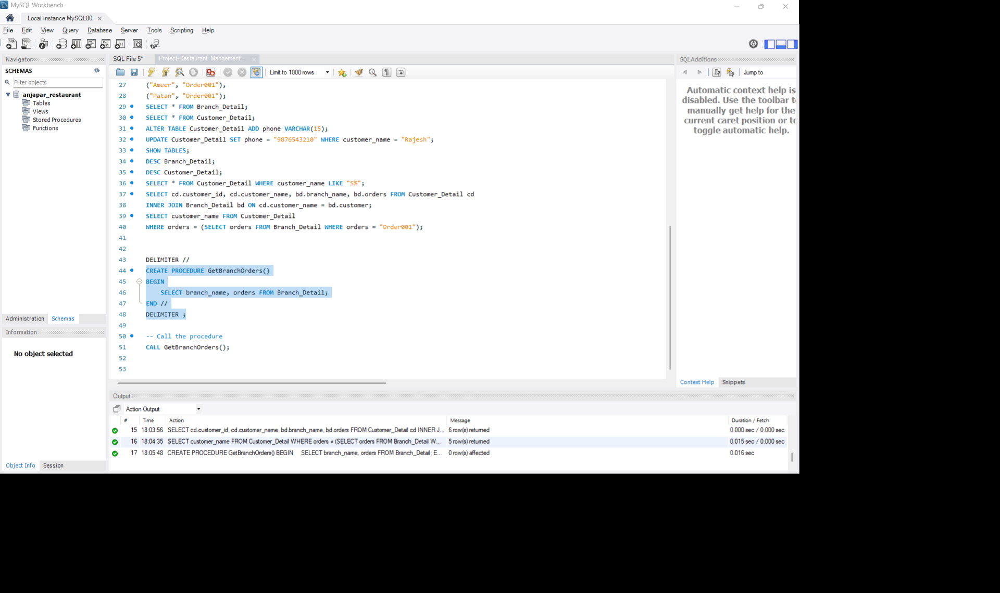 MySQL Workbench
Local instance MySQL80
File Edit View Query Database Server Tools Scripting Help
Navigator
SCHEMAS
Filter objects
anjapar_restaurant
Tables
Views
Stored Procedures
Functions
Administration Schemas
Information
No object selected
Object Info Session
SQL File 5* Project-Restaurant Mangement...
Limit to 1000 rows
27 ("Ameer", "Order001"),
28 ("Patan", "Order001");
29 SELECT * FROM Branch_Detail;
30 SELECT * FROM Customer_Detail;
31 ALTER TABLE Customer_Detail ADD phone VARCHAR(15);
32 UPDATE Customer_Detail SET phone = "9876543210" WHERE customer_name = "Rajesh";
33 SHOW TABLES;
34 DESC Branch_Detail;
35 DESC Customer_Detail;
36 SELECT * FROM Customer_Detail WHERE customer_name LIKE "S%";
37 SELECT cd.customer_id, cd.customer_name, bd.branch_name, bd.orders FROM Customer_Detail cd
38 INNER JOIN Branch_Detail bd ON cd.customer_name = bd.customer;
39 SELECT customer_name FROM Customer_Detail
40 WHERE orders = (SELECT orders FROM Branch_Detail WHERE orders = "Order001");
41
42
43 DELIMITER //
44 CREATE PROCEDURE GetBranchOrders()
45 BEGIN
46 SELECT branch_name, orders FROM Branch_Detail;
47 END //
48 DELIMITER ;
49
50 -- Call the procedure
51 CALL GetBranchOrders();
52
53
SQLAdditions
Jump to
Automatic context help is
disabled. Use the toolbar to
manually get help for the
current caret position or to
toggle automatic help.
Context Help Snippets
Output
Action Output
# Time Action Message Duration / Fetch
15 18:03:56 SELECT cd.customer_id, cd.customer_name, bd.branch_name, bd.orders FROM Customer_Detail cd INNER J... 6 row(s) returned 0.000 sec / 0.000 sec
16 18:04:35 SELECT customer_name FROM Customer_Detail WHERE orders = (SELECT orders FROM Branch_Detail W... 5 row(s) returned 0.015 sec / 0.000 sec
17 18:05:48 CREATE PROCEDURE GetBranchOrders() BEGIN SELECT branch_name, orders FROM Branch_Detail; E... 0 row(s) affected 0.016 sec